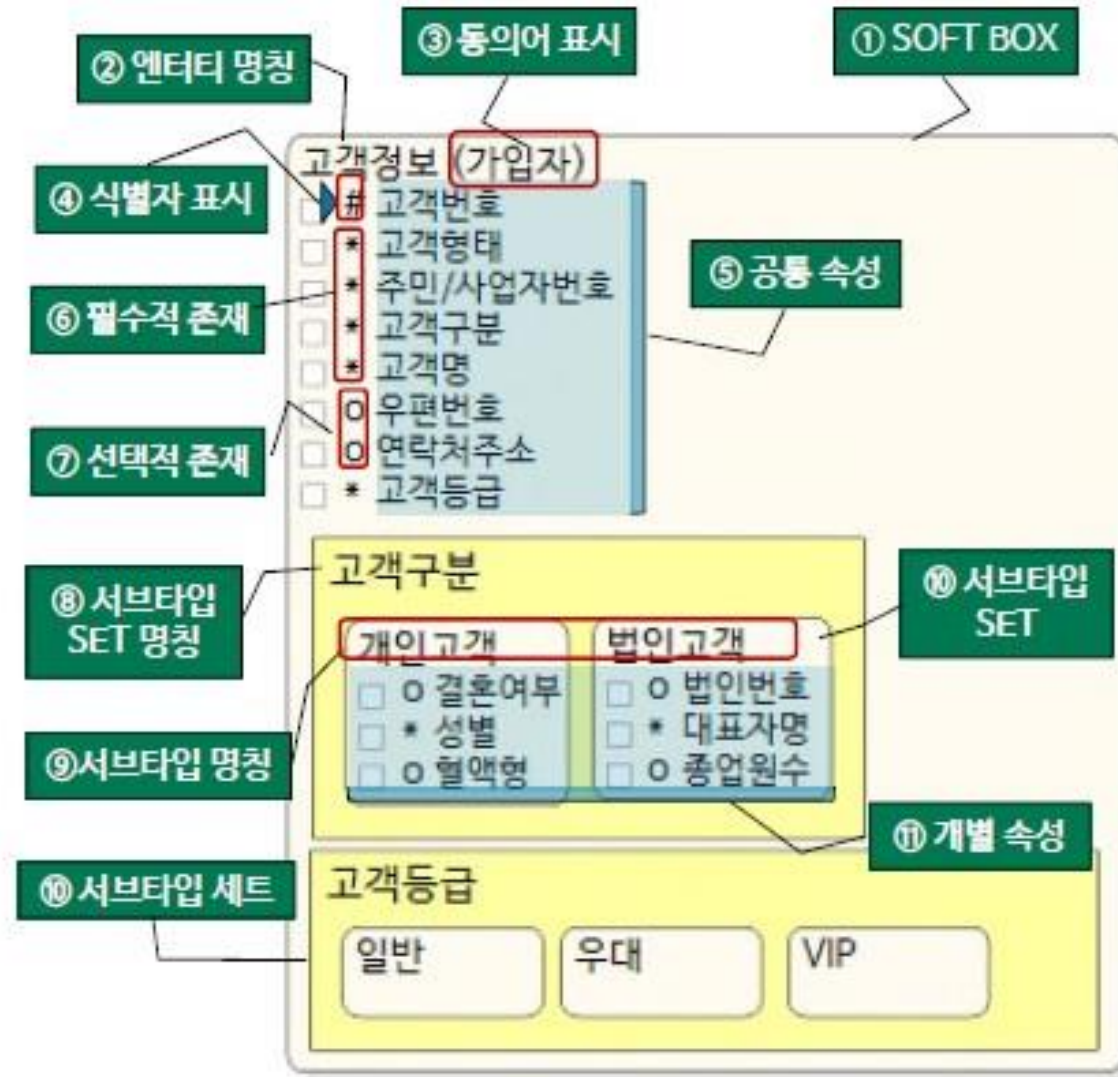 ③ 동의어 표시
① SOFT BOX
② 엔터티 명칭
고객정보 (가입자)
④ 식별자 표시
# 고객번호
* 고객형태
⑤ 공통 속성
* 주민/사업자번호
⑥ 필수적 존재
* 고객구분
* 고객명
o 우편번호
⑦ 선택적 존재
o 연락처주소
* 고객등급
고객구분
⑧ 서브타입
SET 명칭
⑩ 서브타입
SET
개인고객
o 결혼여부
* 성별
o 혈액형
법인고객
o 법인번호
* 대표자명
o 종업원수
⑨서브타입 명칭
⑪ 개별 속성
⑩ 서브타입 세트
고객등급
일반
우대
VIP